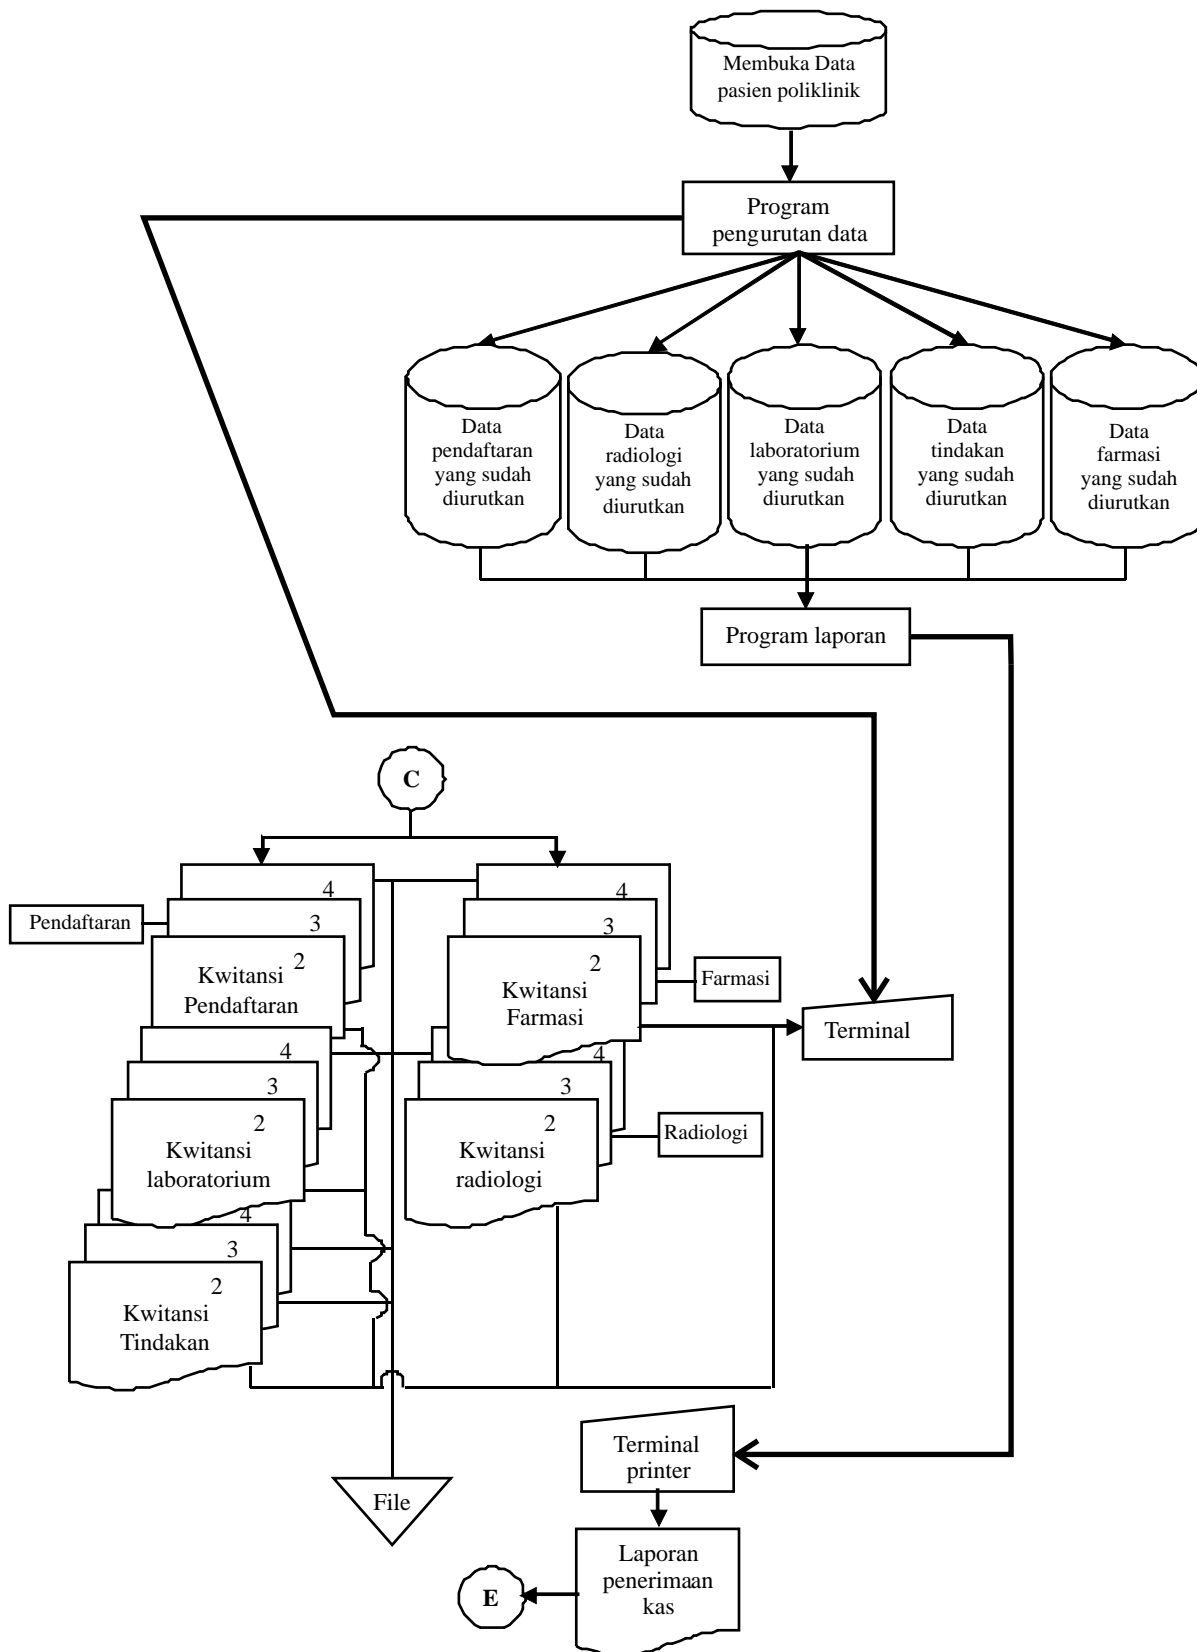 Membuka Data
pasien poliklinik
Program
pengurutan data
Data
pendaftaran
yang sudah
diurutkan
Data
radiologi
yang sudah
diurutkan
Data
laboratorium
yang sudah
diurutkan
Data
tindakan
yang sudah
diurutkan
Data
farmasi
yang sudah
diurutkan
Program laporan
C
4
3
2
Kwitansi
Pendaftaran
Pendaftaran
4
3
2
Kwitansi
Farmasi
Farmasi
Terminal
4
3
2
Kwitansi
laboratorium
4
3
2
Kwitansi
radiologi
Radiologi
4
3
2
Kwitansi
Tindakan
File
Terminal
printer
Laporan
penerimaan
kas
E